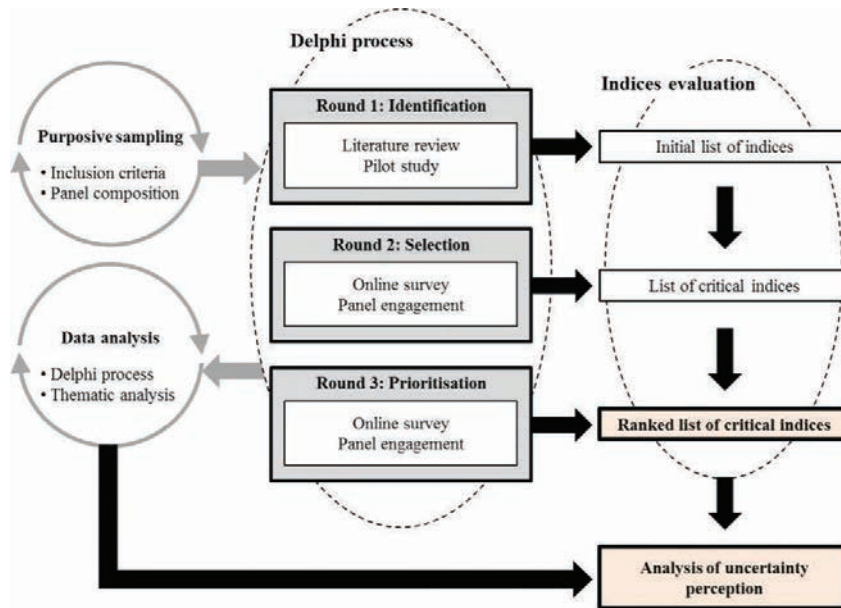 Delphi process
Indices evaluation
Purposive sampling
• Inclusion criteria
• Panel composition
Round 1: Identification
Literature review
Pilot study
Initial list of indices
Round 2: Selection
Online survey
Panel engagement
List of critical indices
Data analysis
• Delphi process
• Thematic analysis
Round 3: Prioritisation
Online survey
Panel engagement
Ranked list of critical indices
Analysis of uncertainty
perception